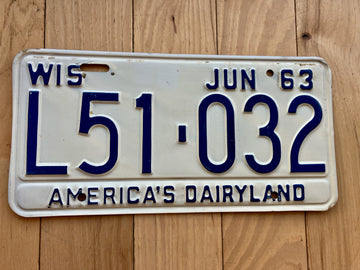 WIS JUN 63
L51-032
AMERICA'S DAIRYLAND